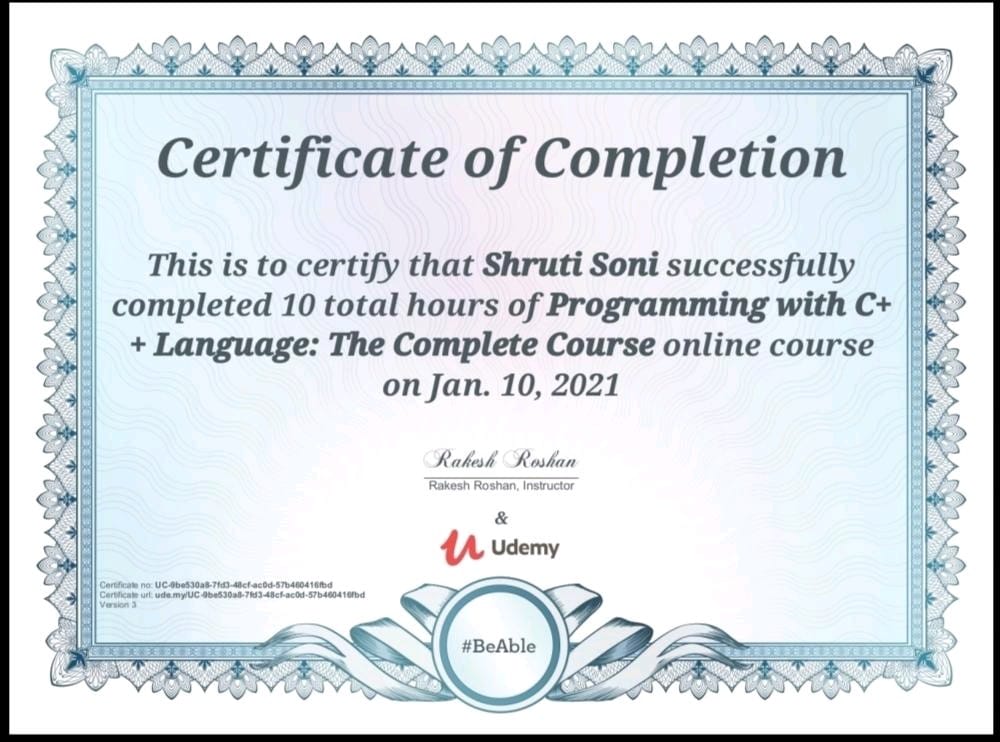 Certificate of Completion
This is to certify that Shruti Soni successfully
completed 10 total hours of Programming with C+
+ Language: The Complete Course online course
on Jan. 10, 2021
Rakesh Roshan
Rakesh Roshan, Instructor
&
Udemy
Certificate no: UC-9be530a8-7fd3-48cf-ac0d-57b460416fbd
Certificate url: ude.my/UC-9be530a8-7fd3-48cf-ac0d-57b460416fbd
Version 3
#BeAble